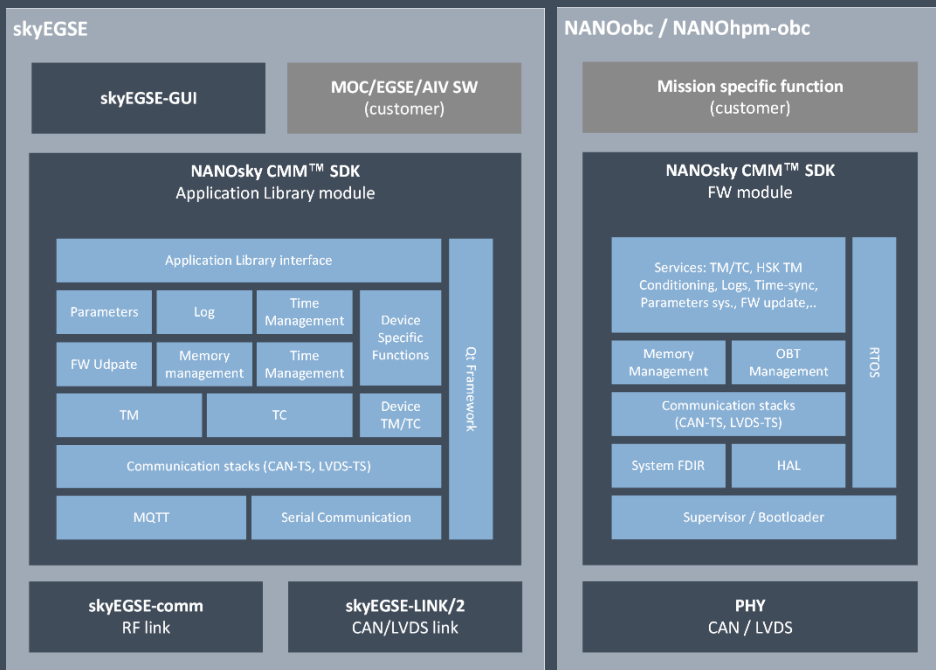 skyEGSE
skyEGSE-GUI
MOC/EGSE/AIV SW
(customer)
NANOsky CMM™ SDK
Application Library module
Application Library interface
Parameters
Log
Time
Management
Device
Specific
Functions
FW Udpate
Memory
management
Time
Management
TM
TC
Device
TM/TC
Communication stacks (CAN-TS, LVDS-TS)
MQTT
Serial Communication
Qt Framework
skyEGSE-comm
RF link
skyEGSE-LINK/2
CAN/LVDS link
NANOobc / NANOhpm-obc
Mission specific function
(customer)
NANOsky CMM™ SDK
FW module
Services: TM/TC, HSK TM
Conditioning, Logs, Time-sync,
Parameters sys., FW update,..
Memory
Management
OBT
Management
Communication stacks
(CAN-TS, LVDS-TS)
System FDIR
HAL
RTOS
Supervisor / Bootloader
PHY
CAN / LVDS